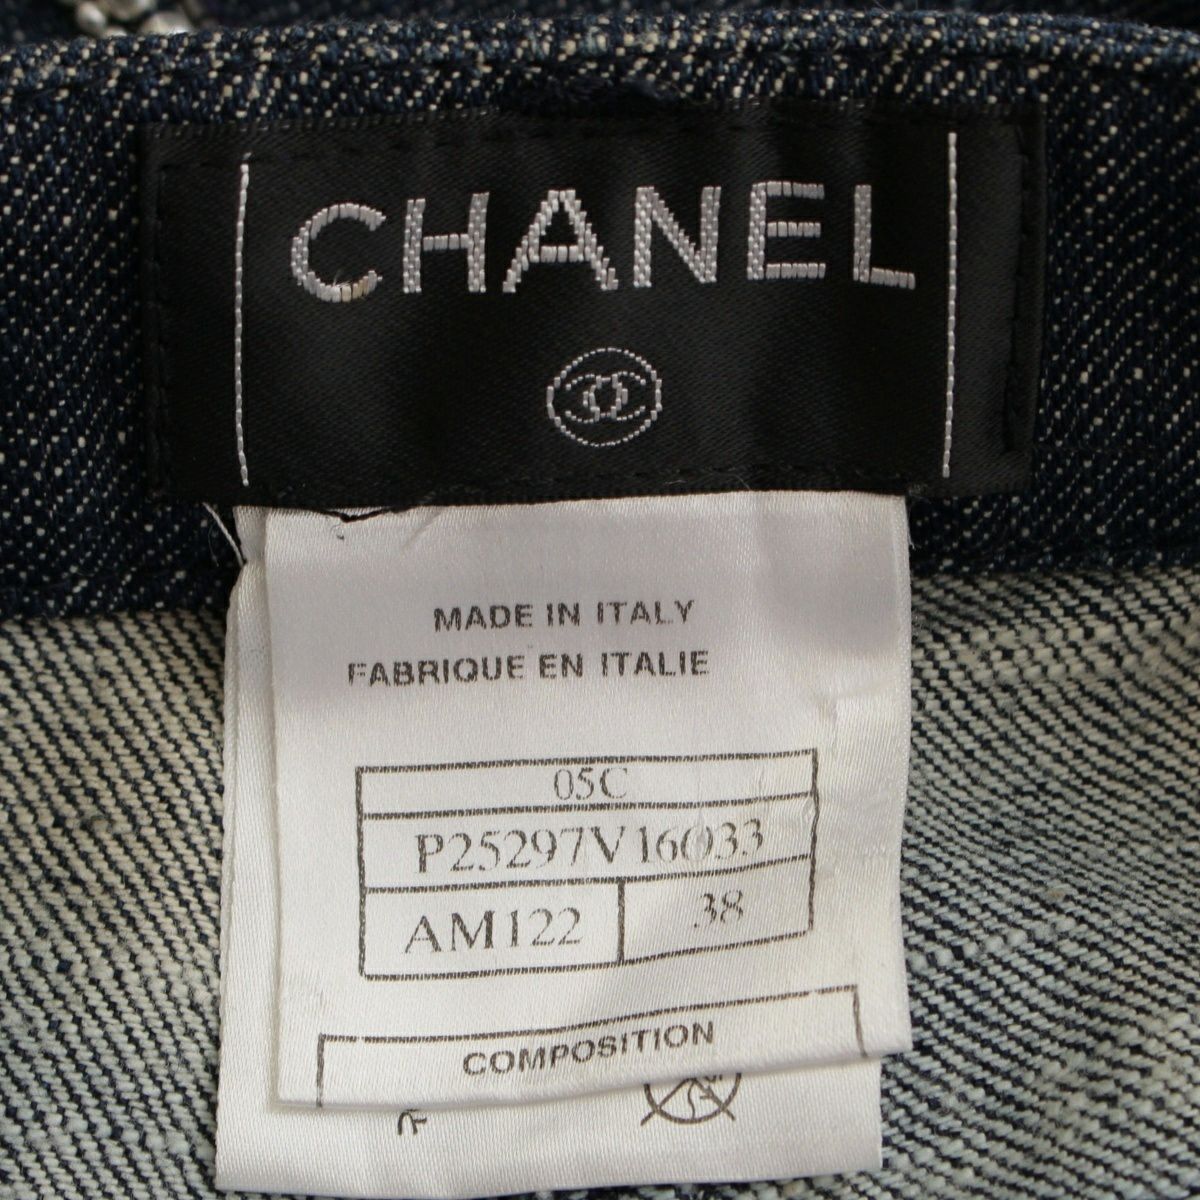 CHANEL
MADE IN ITALY
FABRIQUE EN ITALIE
05C
P25297V16033
AM122 38
COMPOSITION